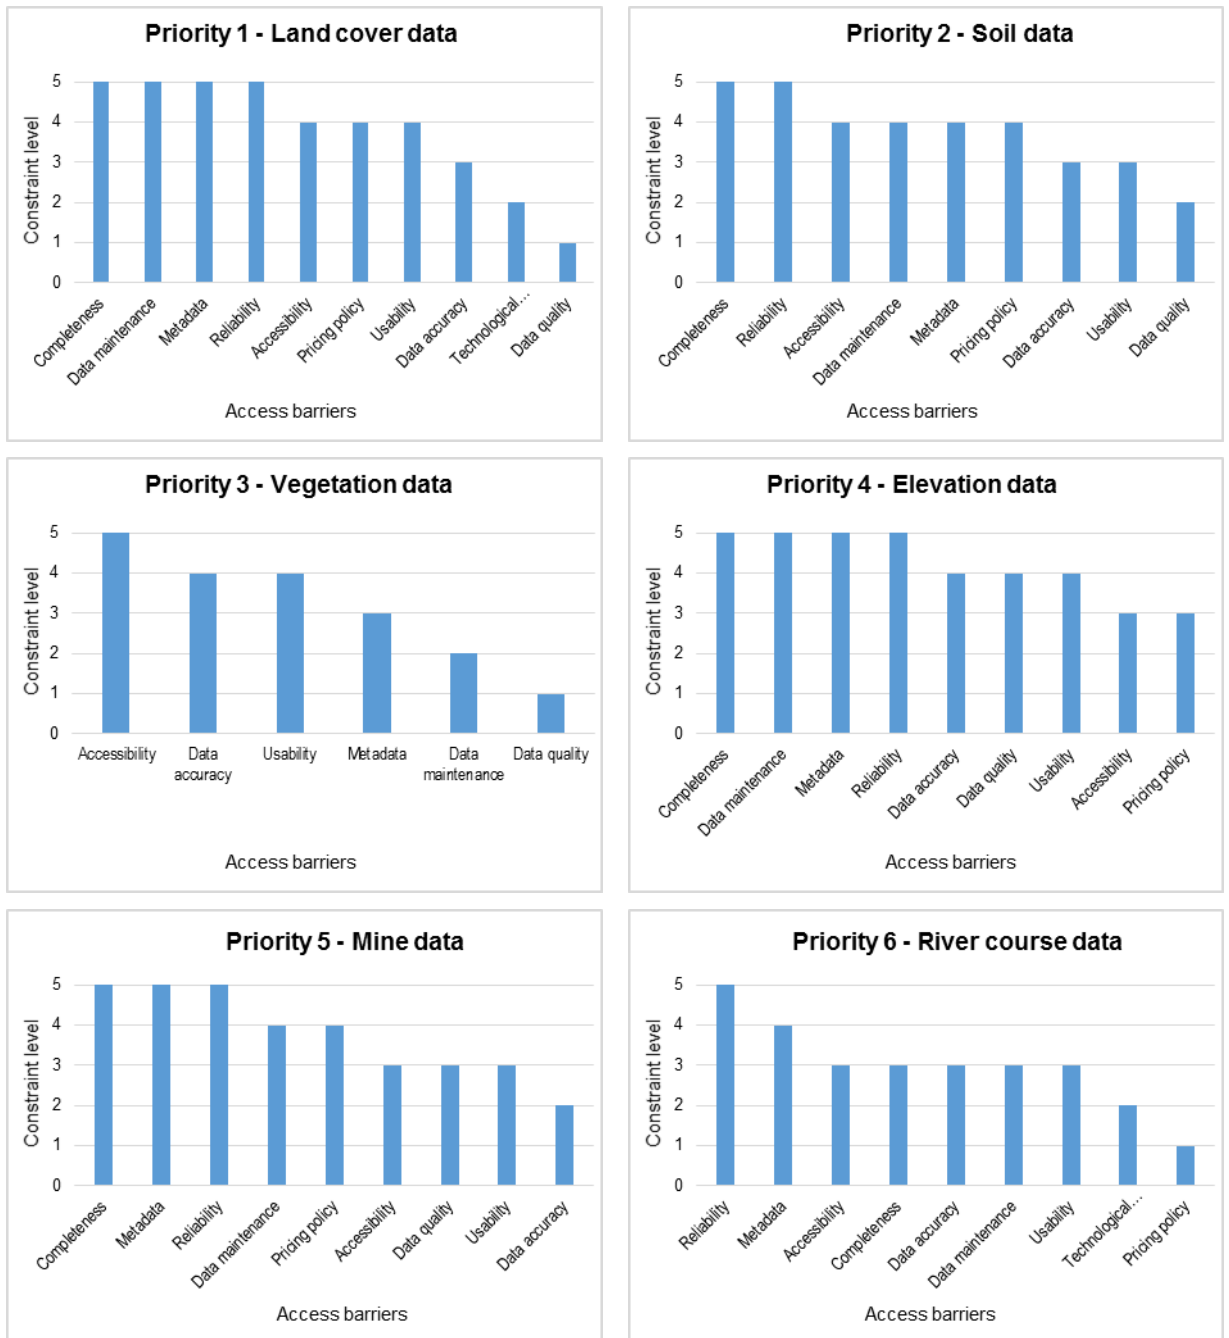 Priority 1 - Land cover data
5
4
3
2
1
0
Constraint level
Completeness
Data maintenance
Metadata
Reliability
Accessibility
Pricing policy
Usability
Data accuracy
Technological...
Data quality
Access barriers
Priority 2 - Soil data
5
4
3
2
1
0
Constraint level
Completeness
Reliability
Accessibility
Data maintenance
Metadata
Pricing policy
Data accuracy
Usability
Data quality
Access barriers
Priority 3 - Vegetation data
5
4
3
2
1
0
Constraint level
Accessibility
Data
accuracy
Usability
Metadata
Data
maintenance
Data quality
Access barriers
Priority 4 - Elevation data
5
4
3
2
1
0
Constraint level
Completeness
Data maintenance
Metadata
Reliability
Data accuracy
Data quality
Usability
Accessibility
Pricing policy
Access barriers
Priority 5 - Mine data
5
4
3
2
1
0
Constraint level
Completeness
Metadata
Reliability
Data maintenance
Pricing policy
Accessibility
Data quality
Usability
Data accuracy
Access barriers
Priority 6 - River course data
5
4
3
2
1
0
Constraint level
Reliability
Metadata
Accessibility
Completeness
Data accuracy
Data maintenance
Usability
Technological...
Pricing policy
Access barriers